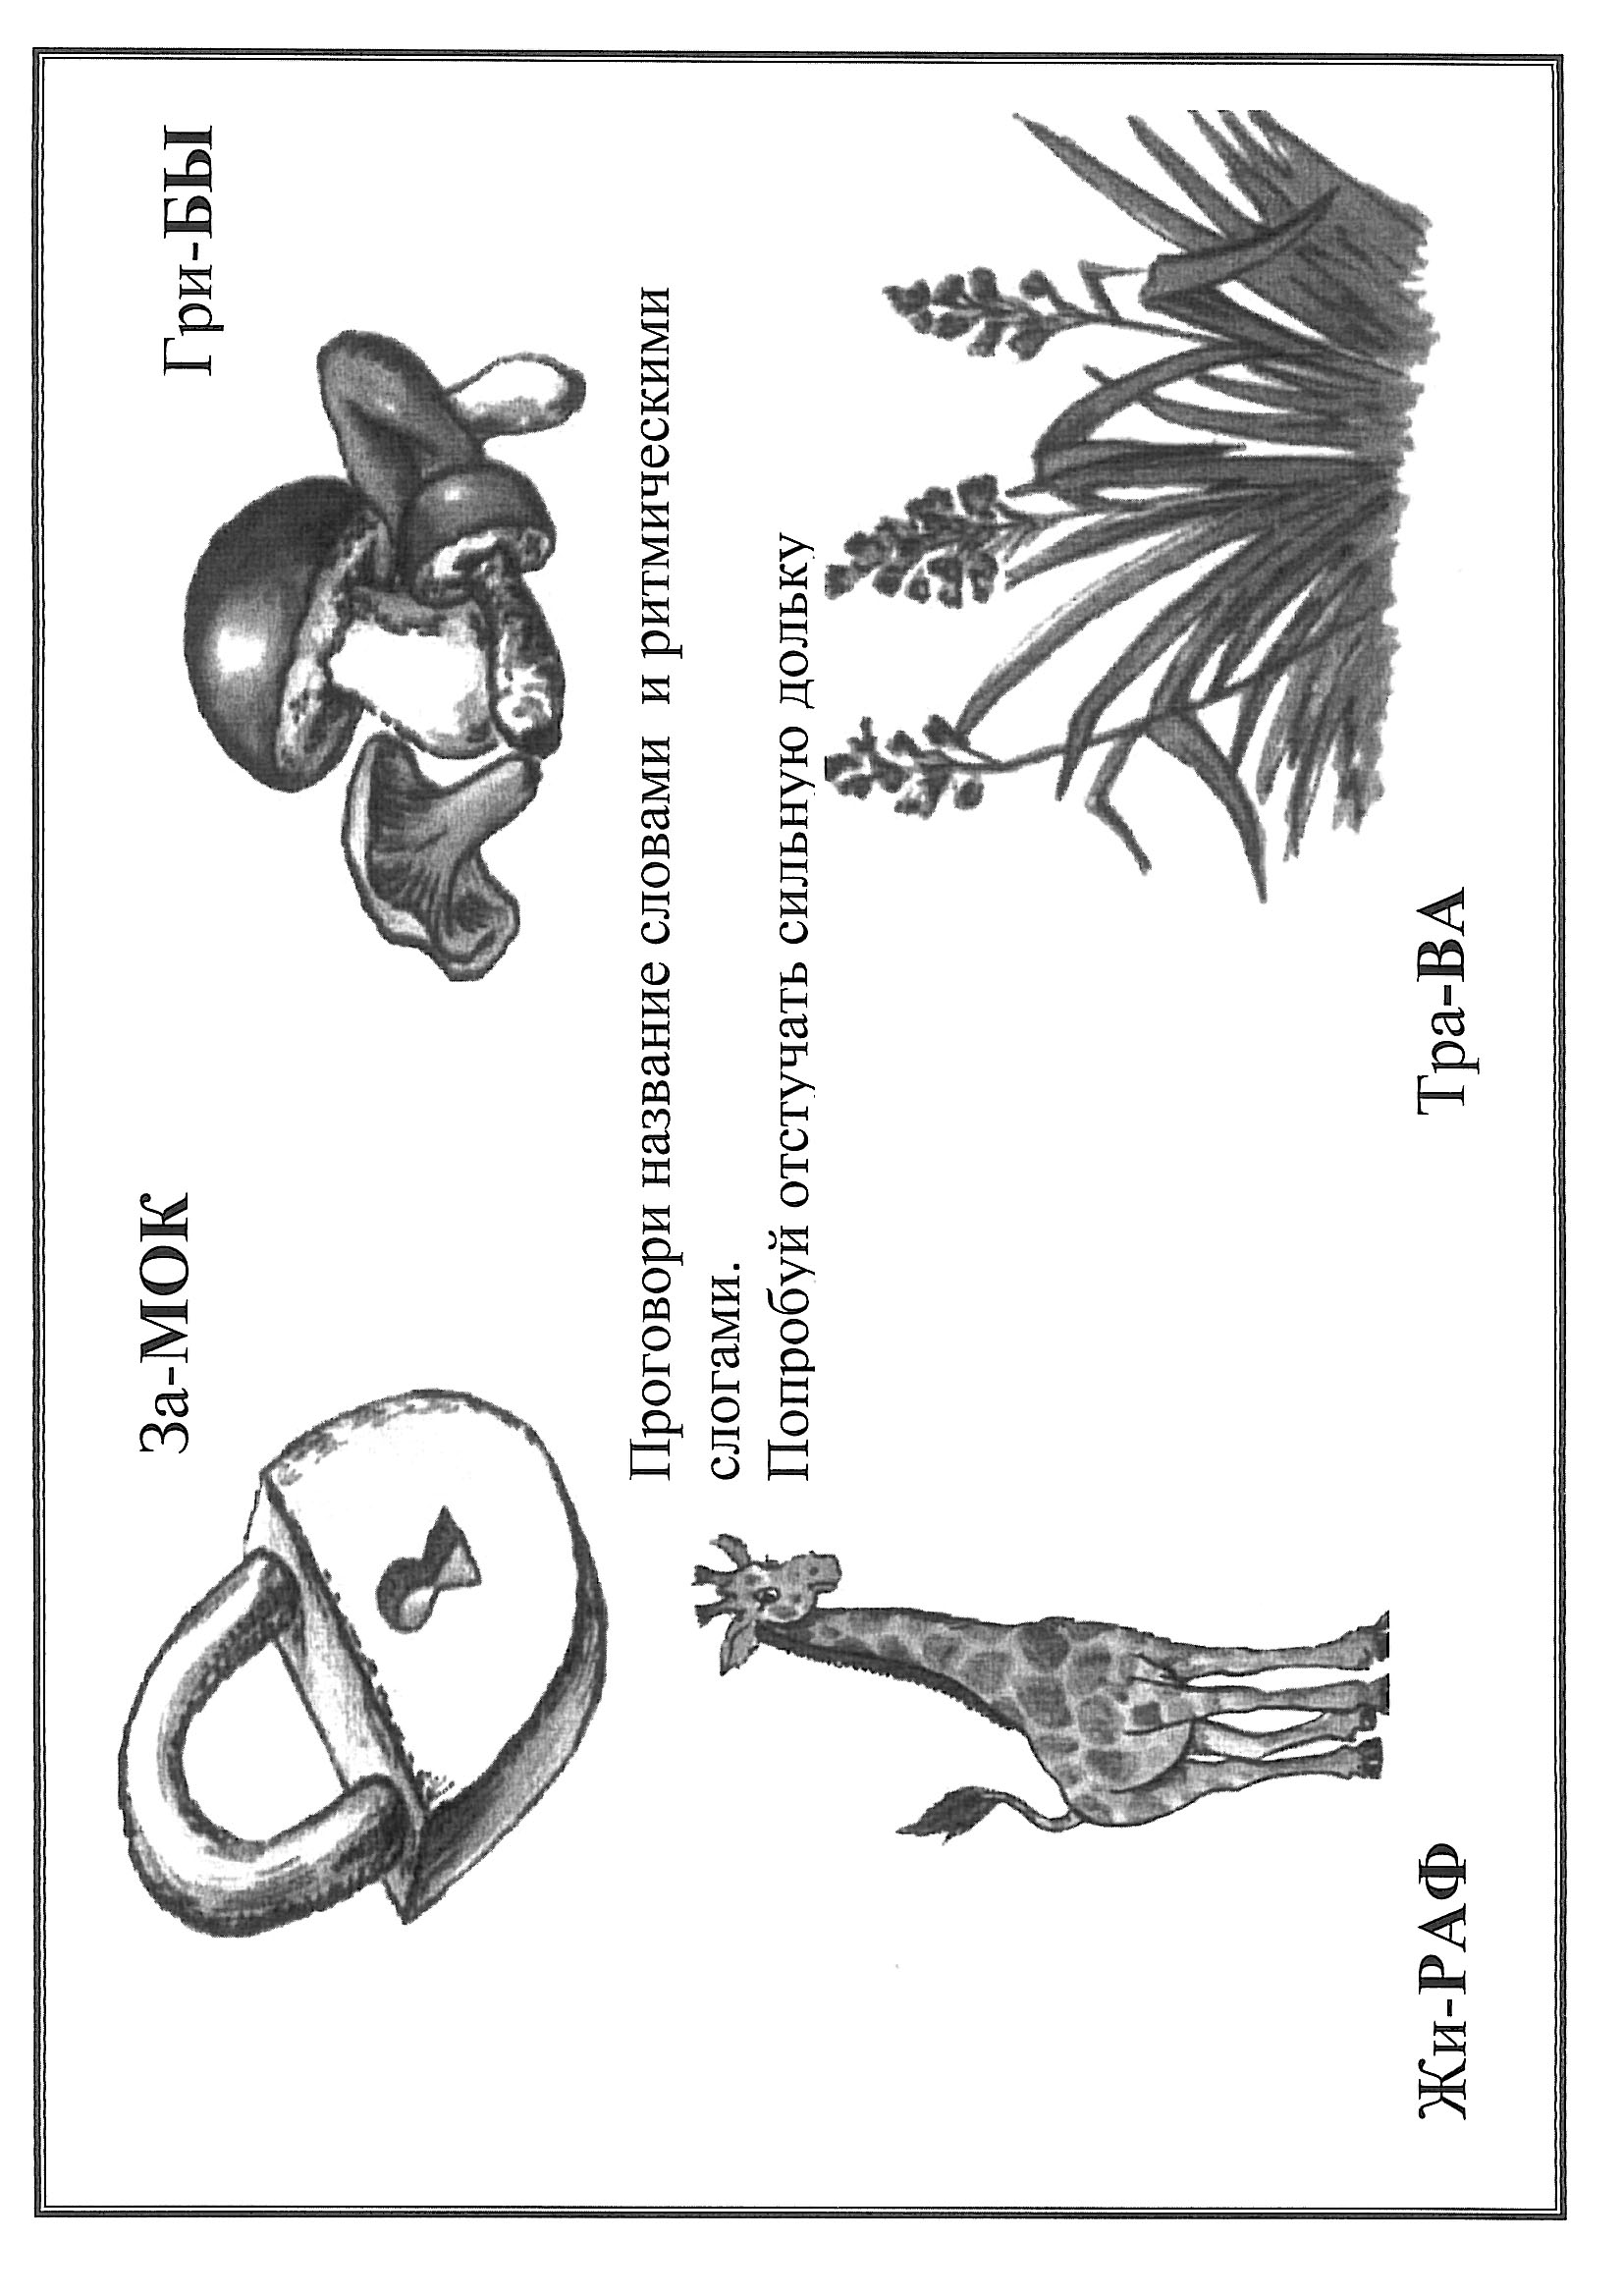 За-МОК
Гри-БЫ
Проговори название словами и ритмическими
слогами.
Попробуй отстучать сильную дольку
Жи-РАФ
Тра-ВА